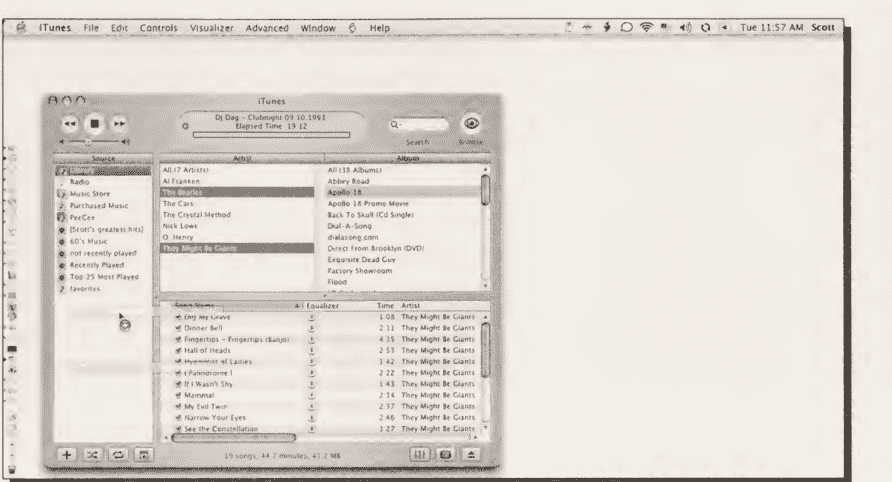 iTunes File Edit Controls Visualizer Advanced Window Help Tue 11:57 AM Scott
iTunes
Dj Dag - Clubnight 09.10.1993
Elapsed Time: 19:12
Search Browse
Source
Radio
Music Store
Purchased Music
PeeCee
[Scott's greatest hits]
60's Music
not recently played
Recently Played
Top 25 Most Played
favorites
Artist
All (7 Artists)
Al Franken
The Beatles
The Cars
The Crystal Method
Nick Lowe
O. Henry
They Might Be Giants
Album
All (18 Albums)
Abbey Road
Apollo 18
Apollo 18 Promo Movie
Back To Skull (Cd Single)
Dial-A-Song
dialasong.com
Direct From Brooklyn (DVD)
Exquisite Dead Guy
Factory Showroom
Flood
Song Name Equalizer Time Artist
Dig My Grave 1:08 They Might Be Giants
Dinner Bell 2:11 They Might Be Giants
Fingertips - Fingertips (Banjo) 4:35 They Might Be Giants
Hall of Heads 2:53 They Might Be Giants
Hypnotist of Ladies 1:42 They Might Be Giants
I Palindrome I 2:22 They Might Be Giants
If I Wasn't Shy 1:43 They Might Be Giants
Mammal 2:14 They Might Be Giants
My Evil Twin 2:37 They Might Be Giants
Narrow Your Eyes 2:46 They Might Be Giants
See the Constellation 3:27 They Might Be Giants
19 songs, 44.7 minutes, 41.2 MB